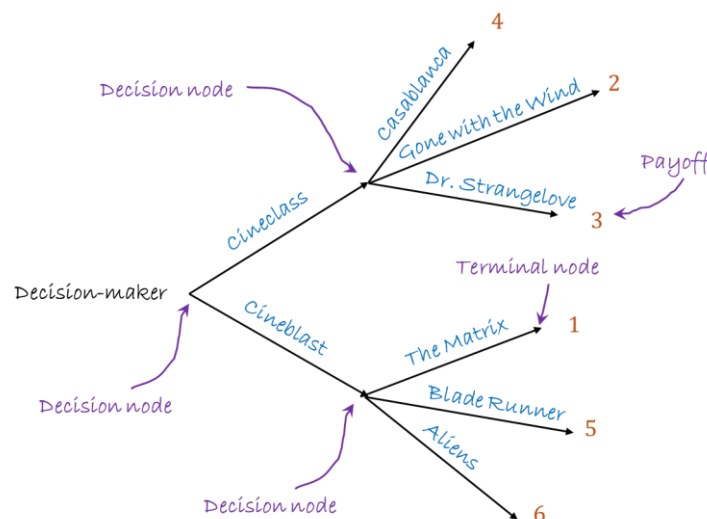 4
Decision node
Casablanca
Gone with the Wind
2
Dr. Strangelove
Payoff
3
Cineclass
Terminal node
Decision-maker
Cineblast
The Matrix
1
Decision node
Blade Runner
5
Aliens
Decision node
6